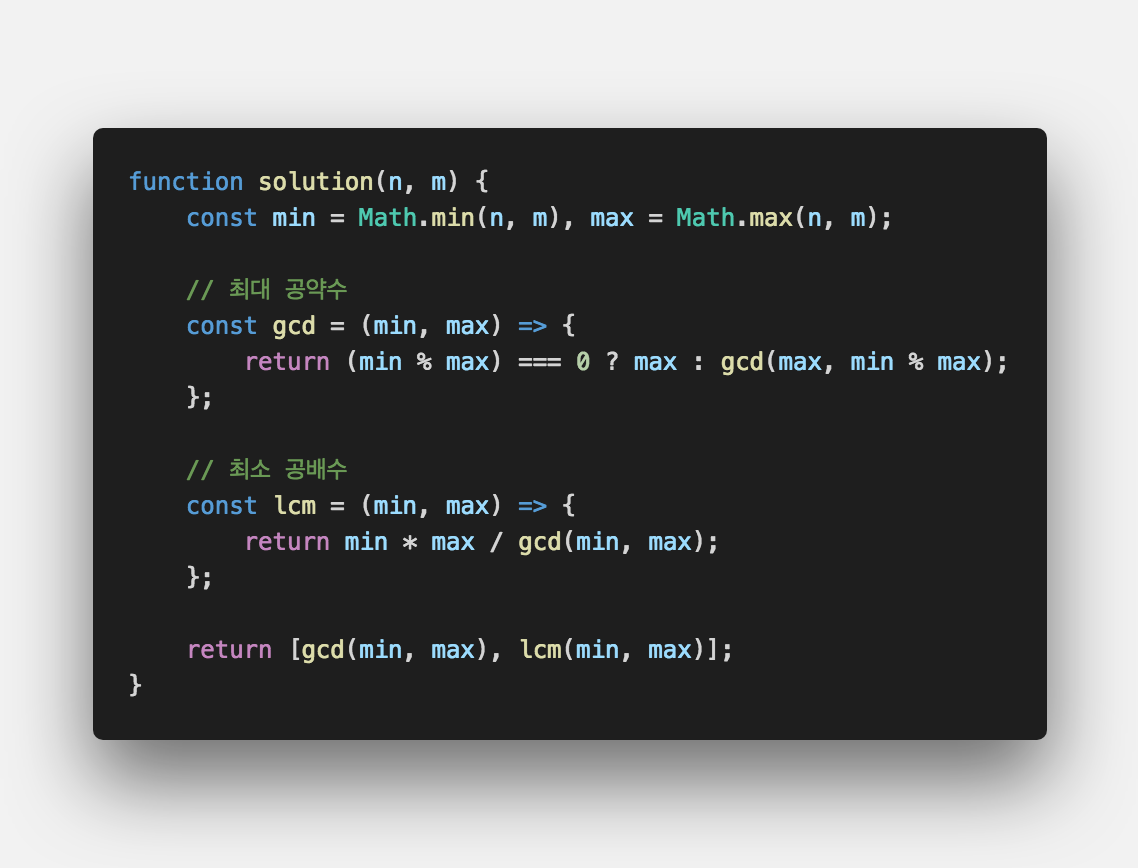 function solution(n, m) {
    const min = Math.min(n, m), max = Math.max(n, m);

    // 최대 공약수
    const gcd = (min, max) => {
        return (min % max) === 0 ? max : gcd(max, min % max);
    };

    // 최소 공배수
    const lcm = (min, max) => {
        return min * max / gcd(min, max);
    };

    return [gcd(min, max), lcm(min, max)];
}